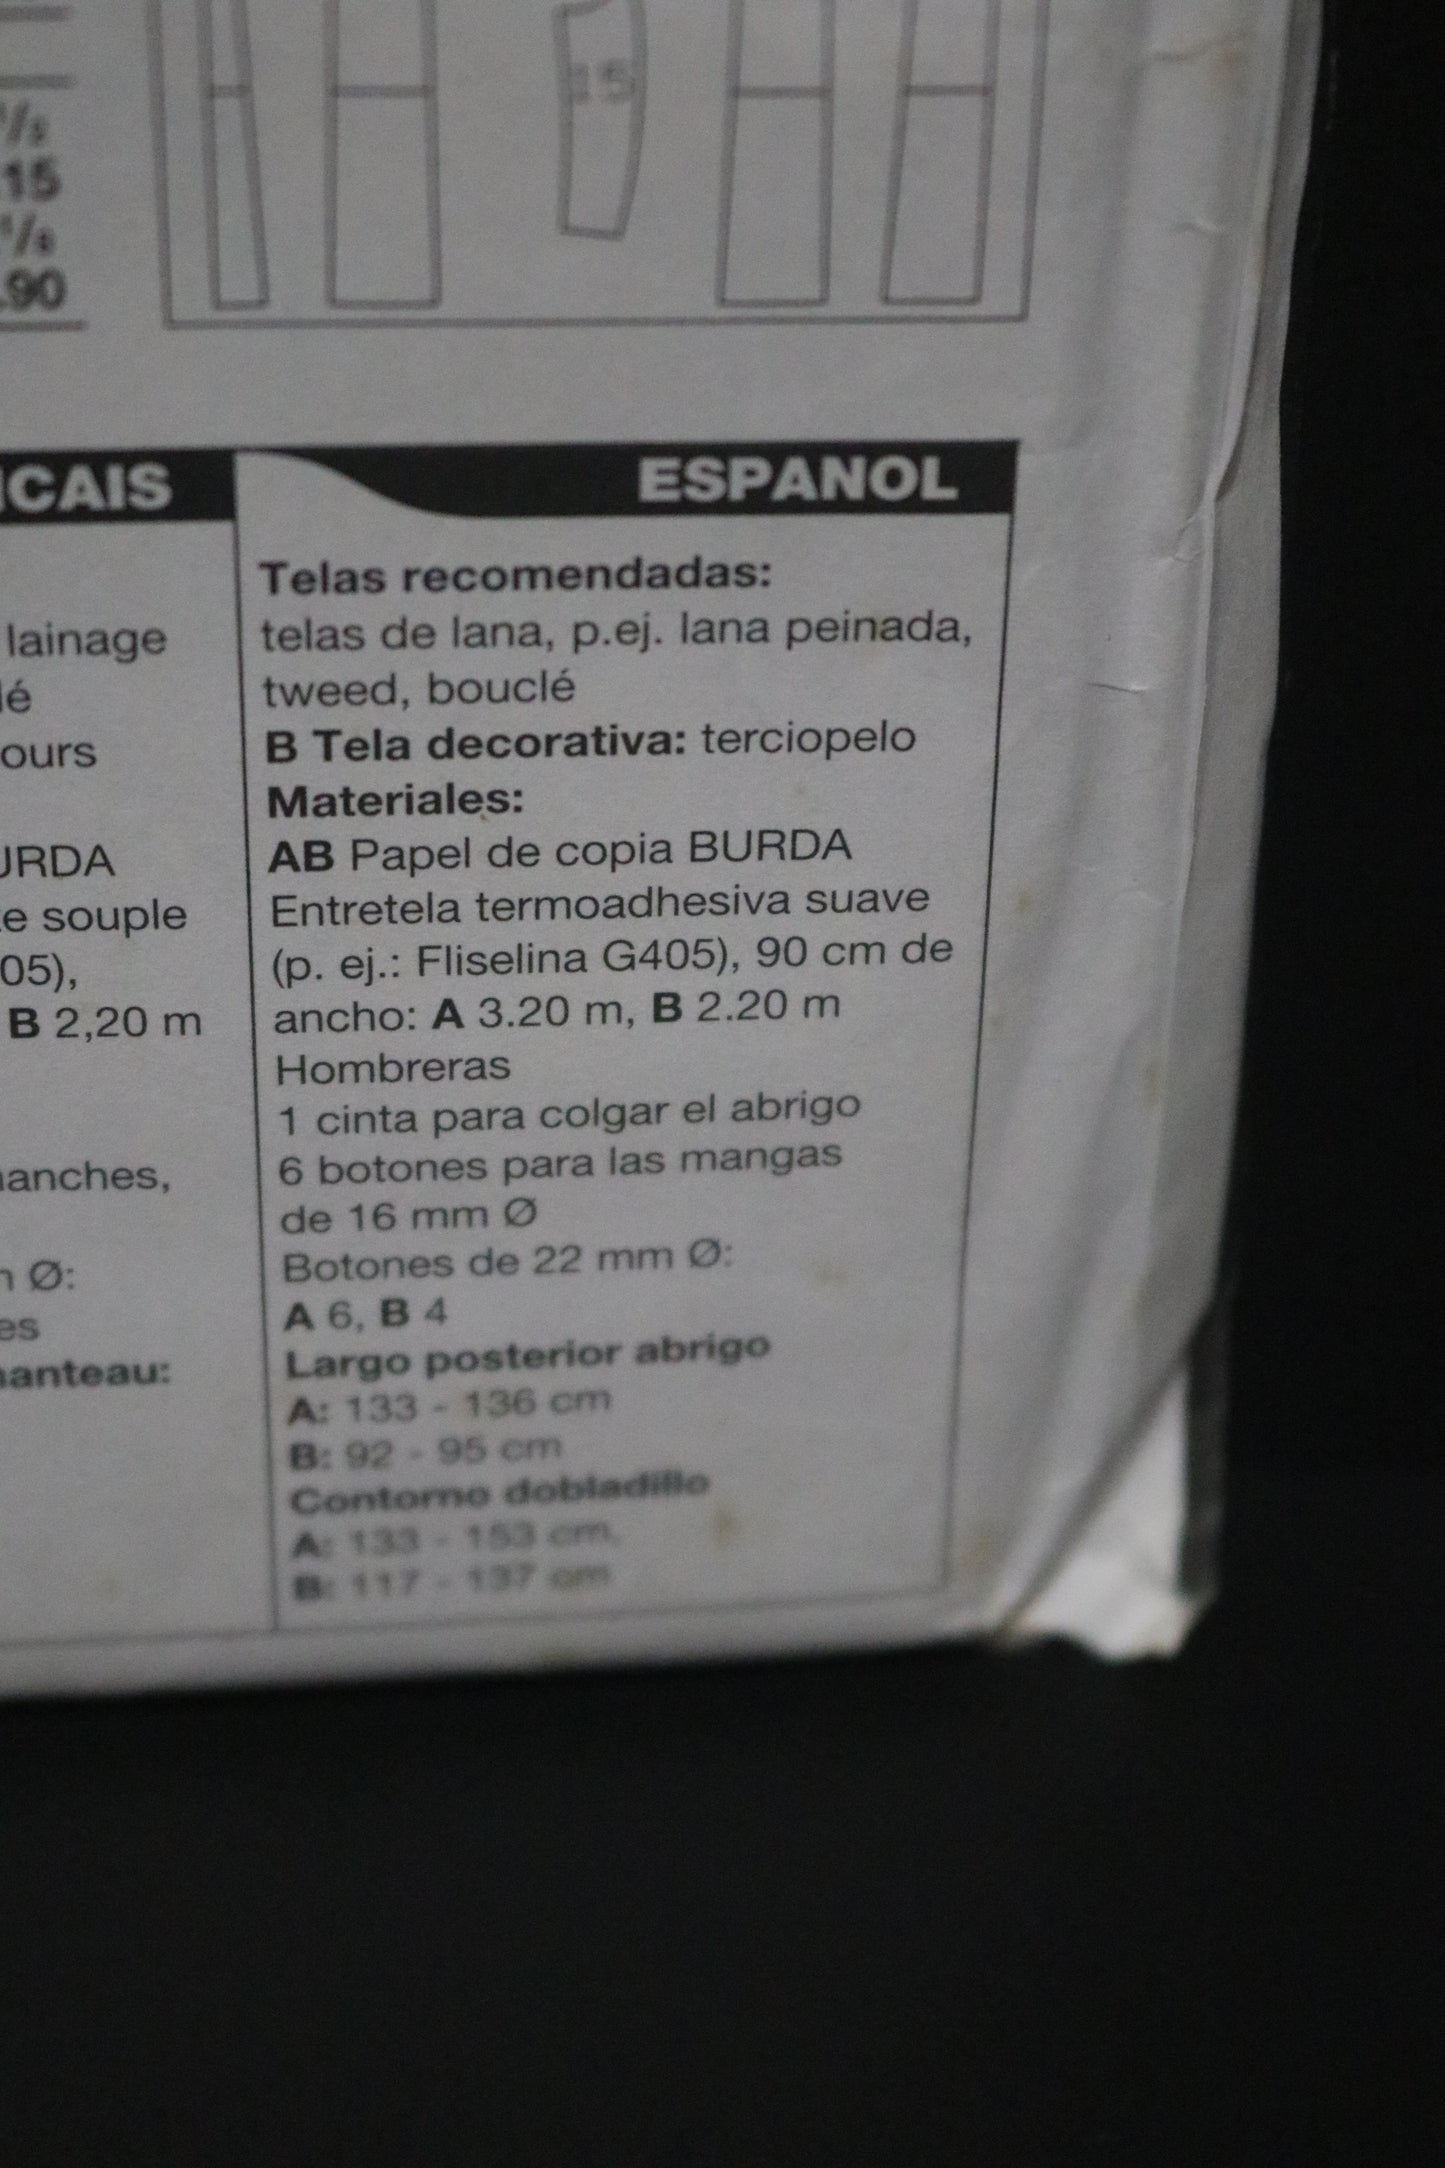 15
.90
15
ICAIS
lainage
lé
ours
URDA
te souple
05),
B 2,20 m
anches,
n Ø:
es
anteau:
ESPANOL
Telas recomendadas:
telas de lana, p.ej. lana peinada,
tweed, bouclé
B Tela decorativa: terciopelo
Materiales:
AB Papel de copia BURDA
Entretela termoadhesiva suave
(p. ej.: Fliselina G405), 90 cm de
ancho: A 3.20 m, B 2.20 m
Hombreras
1 cinta para colgar el abrigo
6 botones para las mangas
de 16 mm Ø
Botones de 22 mm Ø:
A 6, B 4
Largo posterior abrigo
A: 133 - 136 cm
B: 92 - 95 cm
Contorno dobladillo
A: 133 - 153 cm,
B: 117 - 137 cm